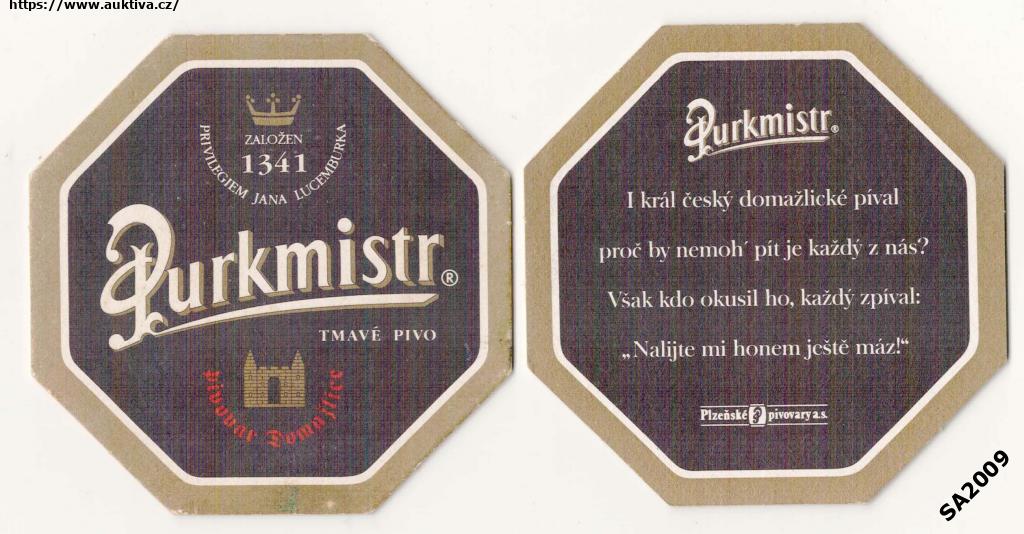 https://www.auktiva.cz/
ZALOŽEN
1341
PRIVILEGIEM JANA LUCEMBURKA
Purkmistr®
TMAVÉ PIVO
pivovar Domažlice
Purkmistr®
I král český domažlické píval
proč by nemoh´ pít je každý z nás?
Však kdo okusil ho, každý zpíval:
„Nalijte mi honem ještě máz!“
Plzeňské pivovary a.s.
SA2009